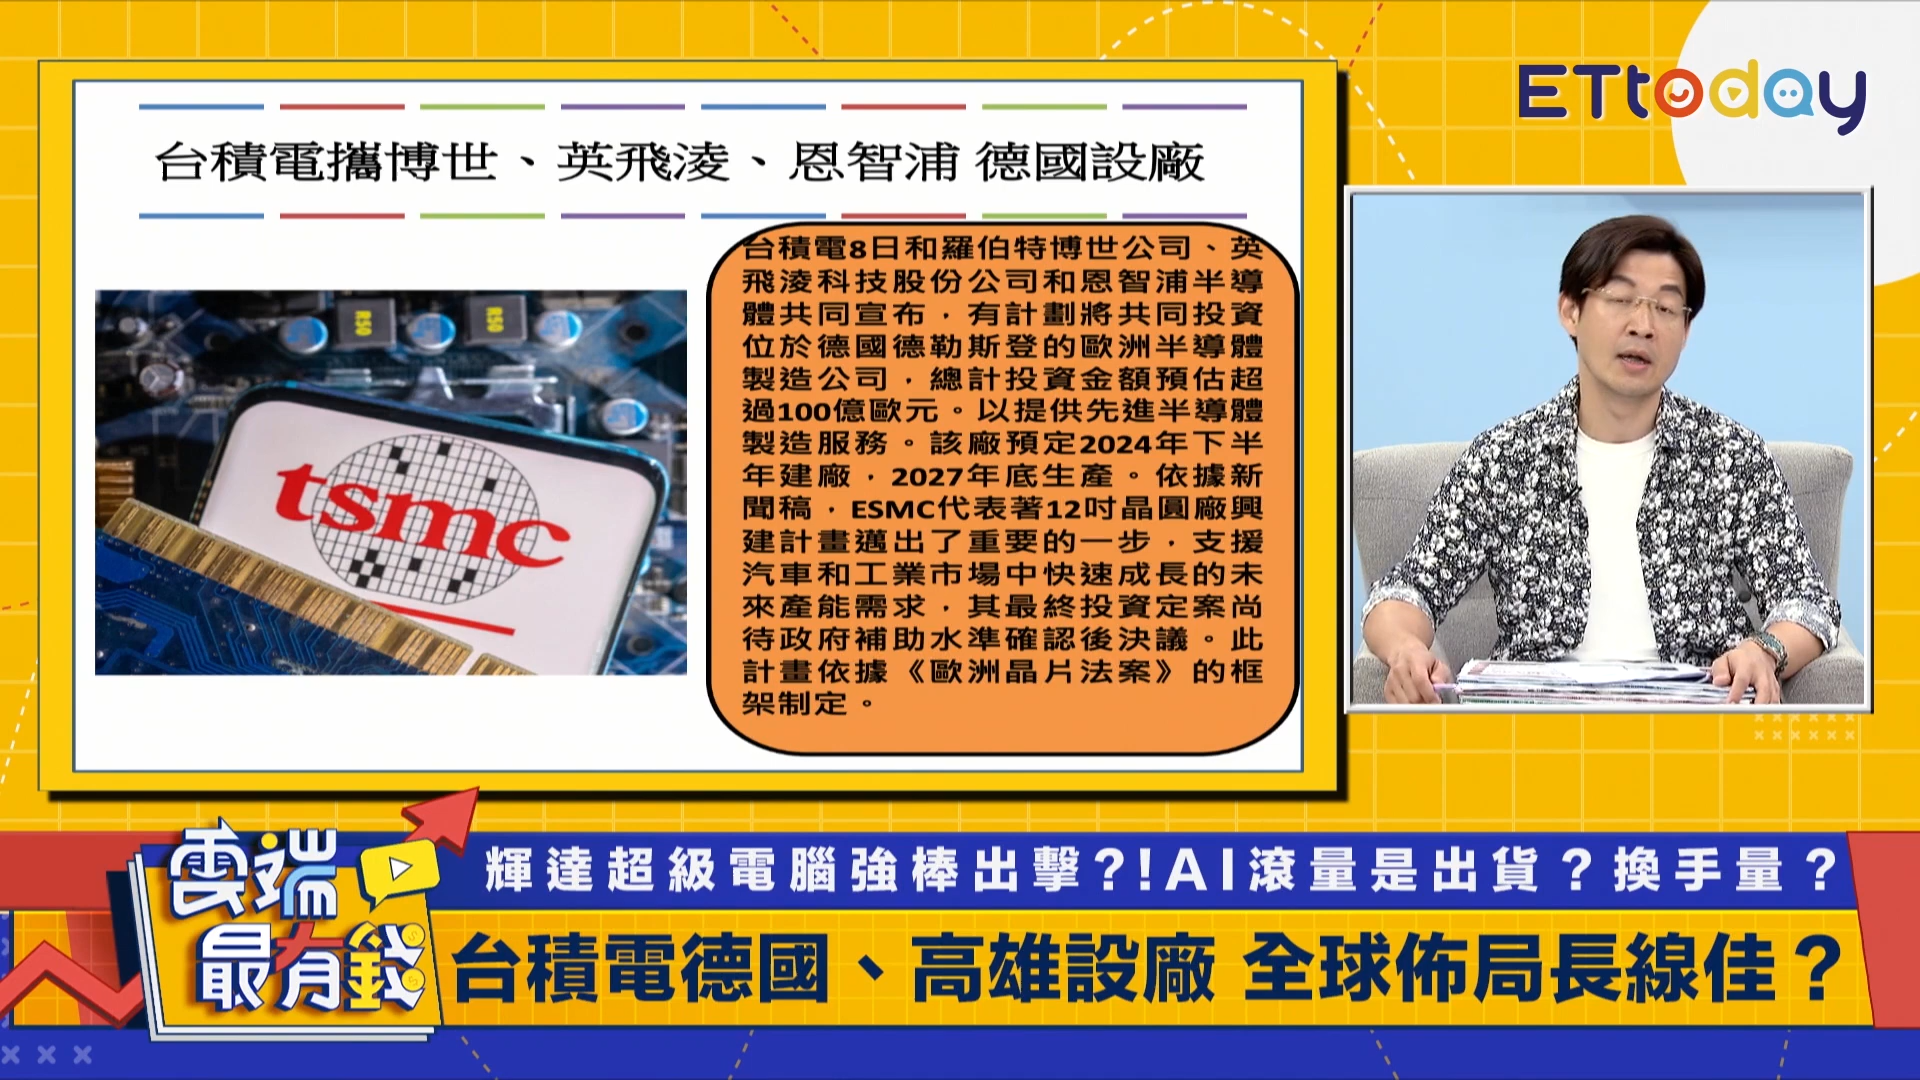 ETtoday
台積電攜博世、英飛淩、恩智浦 德國設廠
台積電8日和羅伯特博世公司、英
飛淩科技股份公司和恩智浦半導
體共同宣布，有計劃將共同投資
位於德國德勒斯登的歐洲半導體
製造公司，總計投資金額預估超
過100億歐元。以提供先進半導體
製造服務。該廠預定2024年下半
年建廠，2027年底生產。依據新
聞稿，ESMC代表著12吋晶圓廠興
建計畫邁出了重要的一步，支援
汽車和工業市場中快速成長的未
來產能需求，其最終投資定案尚
待政府補助水準確認後決議。此
計畫依據《歐洲晶片法案》的框
架制定。
R50
R50
tsmc
雲端
最有錢
輝達超級電腦強棒出擊?!AI滾量是出貨？換手量？
台積電德國、高雄設廠 全球佈局長線佳？